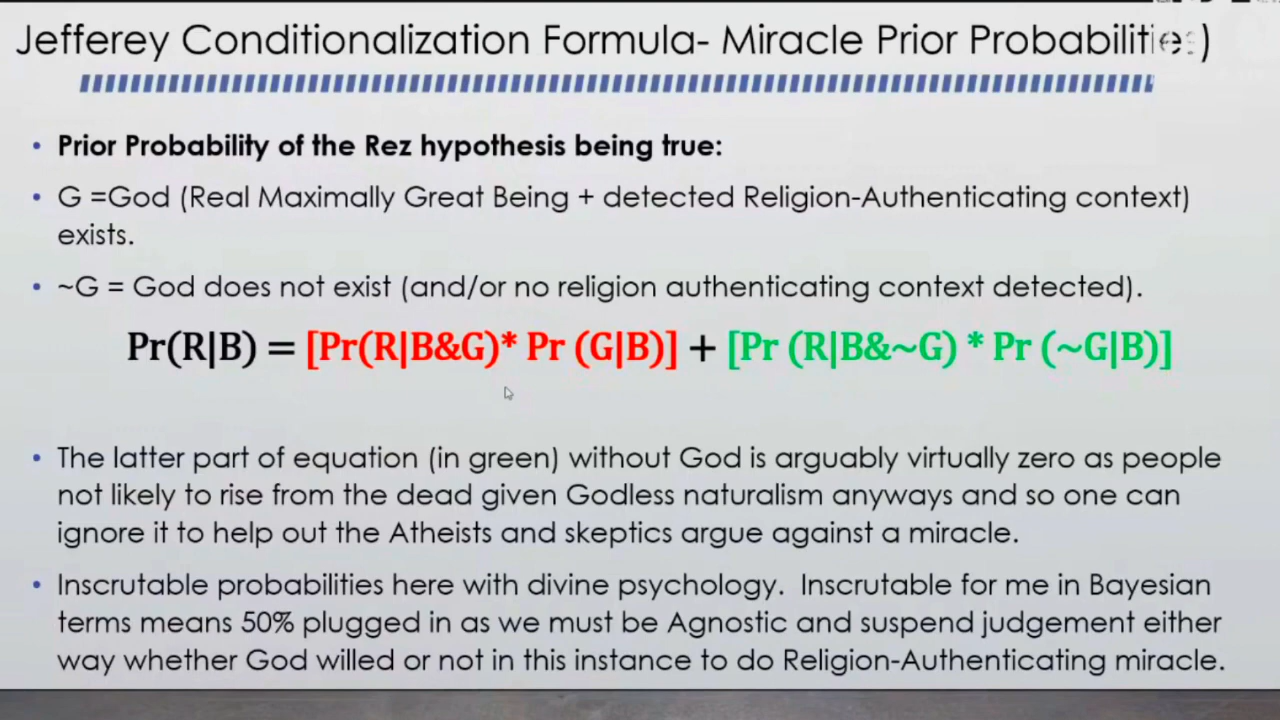 Jefferey Conditionalization Formula- Miracle Prior Probabilities)
• Prior Probability of the Rez hypothesis being true:
• G =God (Real Maximally Great Being + detected Religion-Authenticating context)
exists.
• ~G = God does not exist (and/or no religion authenticating context detected).
Pr(R|B) = [Pr(R|B&G)* Pr (G|B)] + [Pr (R|B&~G) * Pr (~G|B)]
• The latter part of equation (in green) without God is arguably virtually zero as people
not likely to rise from the dead given Godless naturalism anyways and so one can
ignore it to help out the Atheists and skeptics argue against a miracle.
• Inscrutable probabilities here with divine psychology. Inscrutable for me in Bayesian
terms means 50% plugged in as we must be Agnostic and suspend judgement either
way whether God willed or not in this instance to do Religion-Authenticating miracle.